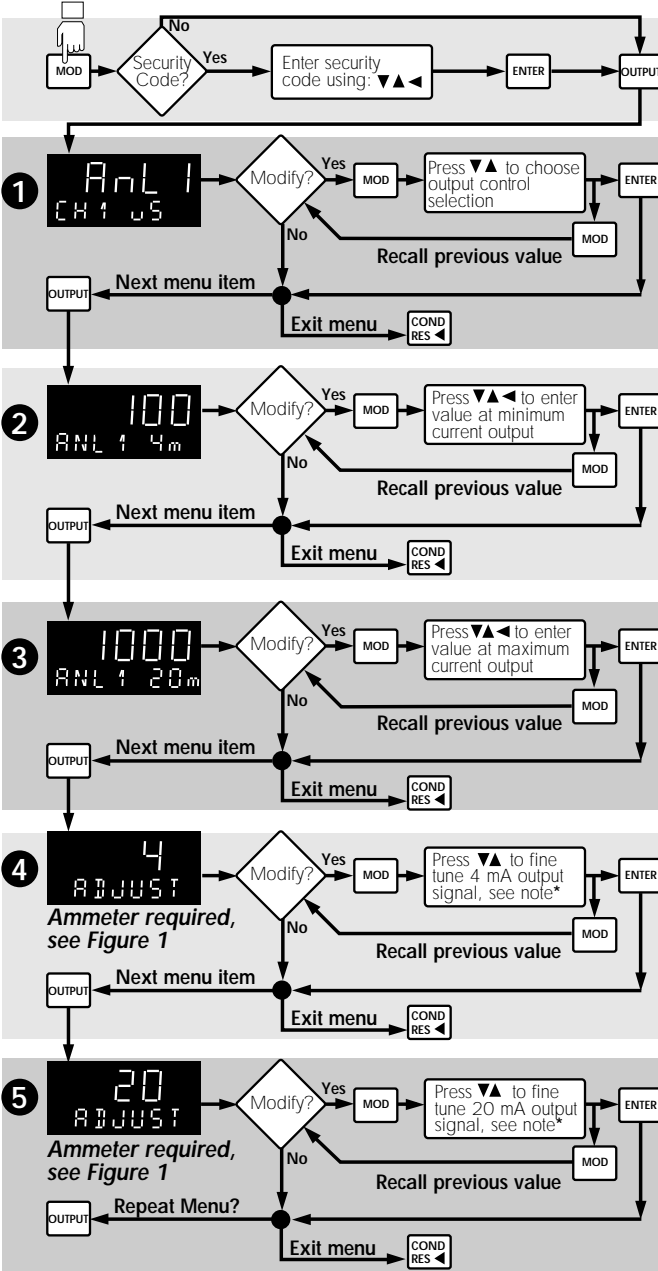 No
MOD
Security
Code?
Yes
Enter security
code using: ▼▲◄
ENTER
OUTPUT
1
AnL 1
CH1 uS
Modify?
Yes
MOD
Press ▼▲ to choose
output control
selection
ENTER
No
MOD
Recall previous value
OUTPUT
Next menu item
Exit menu
COND
RES ◄
2
100
ANL 1 4m
Modify?
Yes
MOD
Press ▼▲◄ to enter
value at minimum
current output
ENTER
No
MOD
Recall previous value
OUTPUT
Next menu item
Exit menu
COND
RES ◄
3
1000
ANL 1 20m
Modify?
Yes
MOD
Press ▼▲◄ to enter
value at maximum
current output
ENTER
No
MOD
Recall previous value
OUTPUT
Next menu item
Exit menu
COND
RES ◄
4
4
ADJUST
Ammeter required,
see Figure 1
Modify?
Yes
MOD
Press ▼▲ to fine
tune 4 mA output
signal, see note*
ENTER
No
MOD
Recall previous value
OUTPUT
Next menu item
Exit menu
COND
RES ◄
5
20
ADJUST
Ammeter required,
see Figure 1
Modify?
Yes
MOD
Press ▼▲ to fine
tune 20 mA output
signal, see note*
ENTER
No
MOD
Recall previous value
OUTPUT
Repeat Menu?
Exit menu
COND
RES ◄